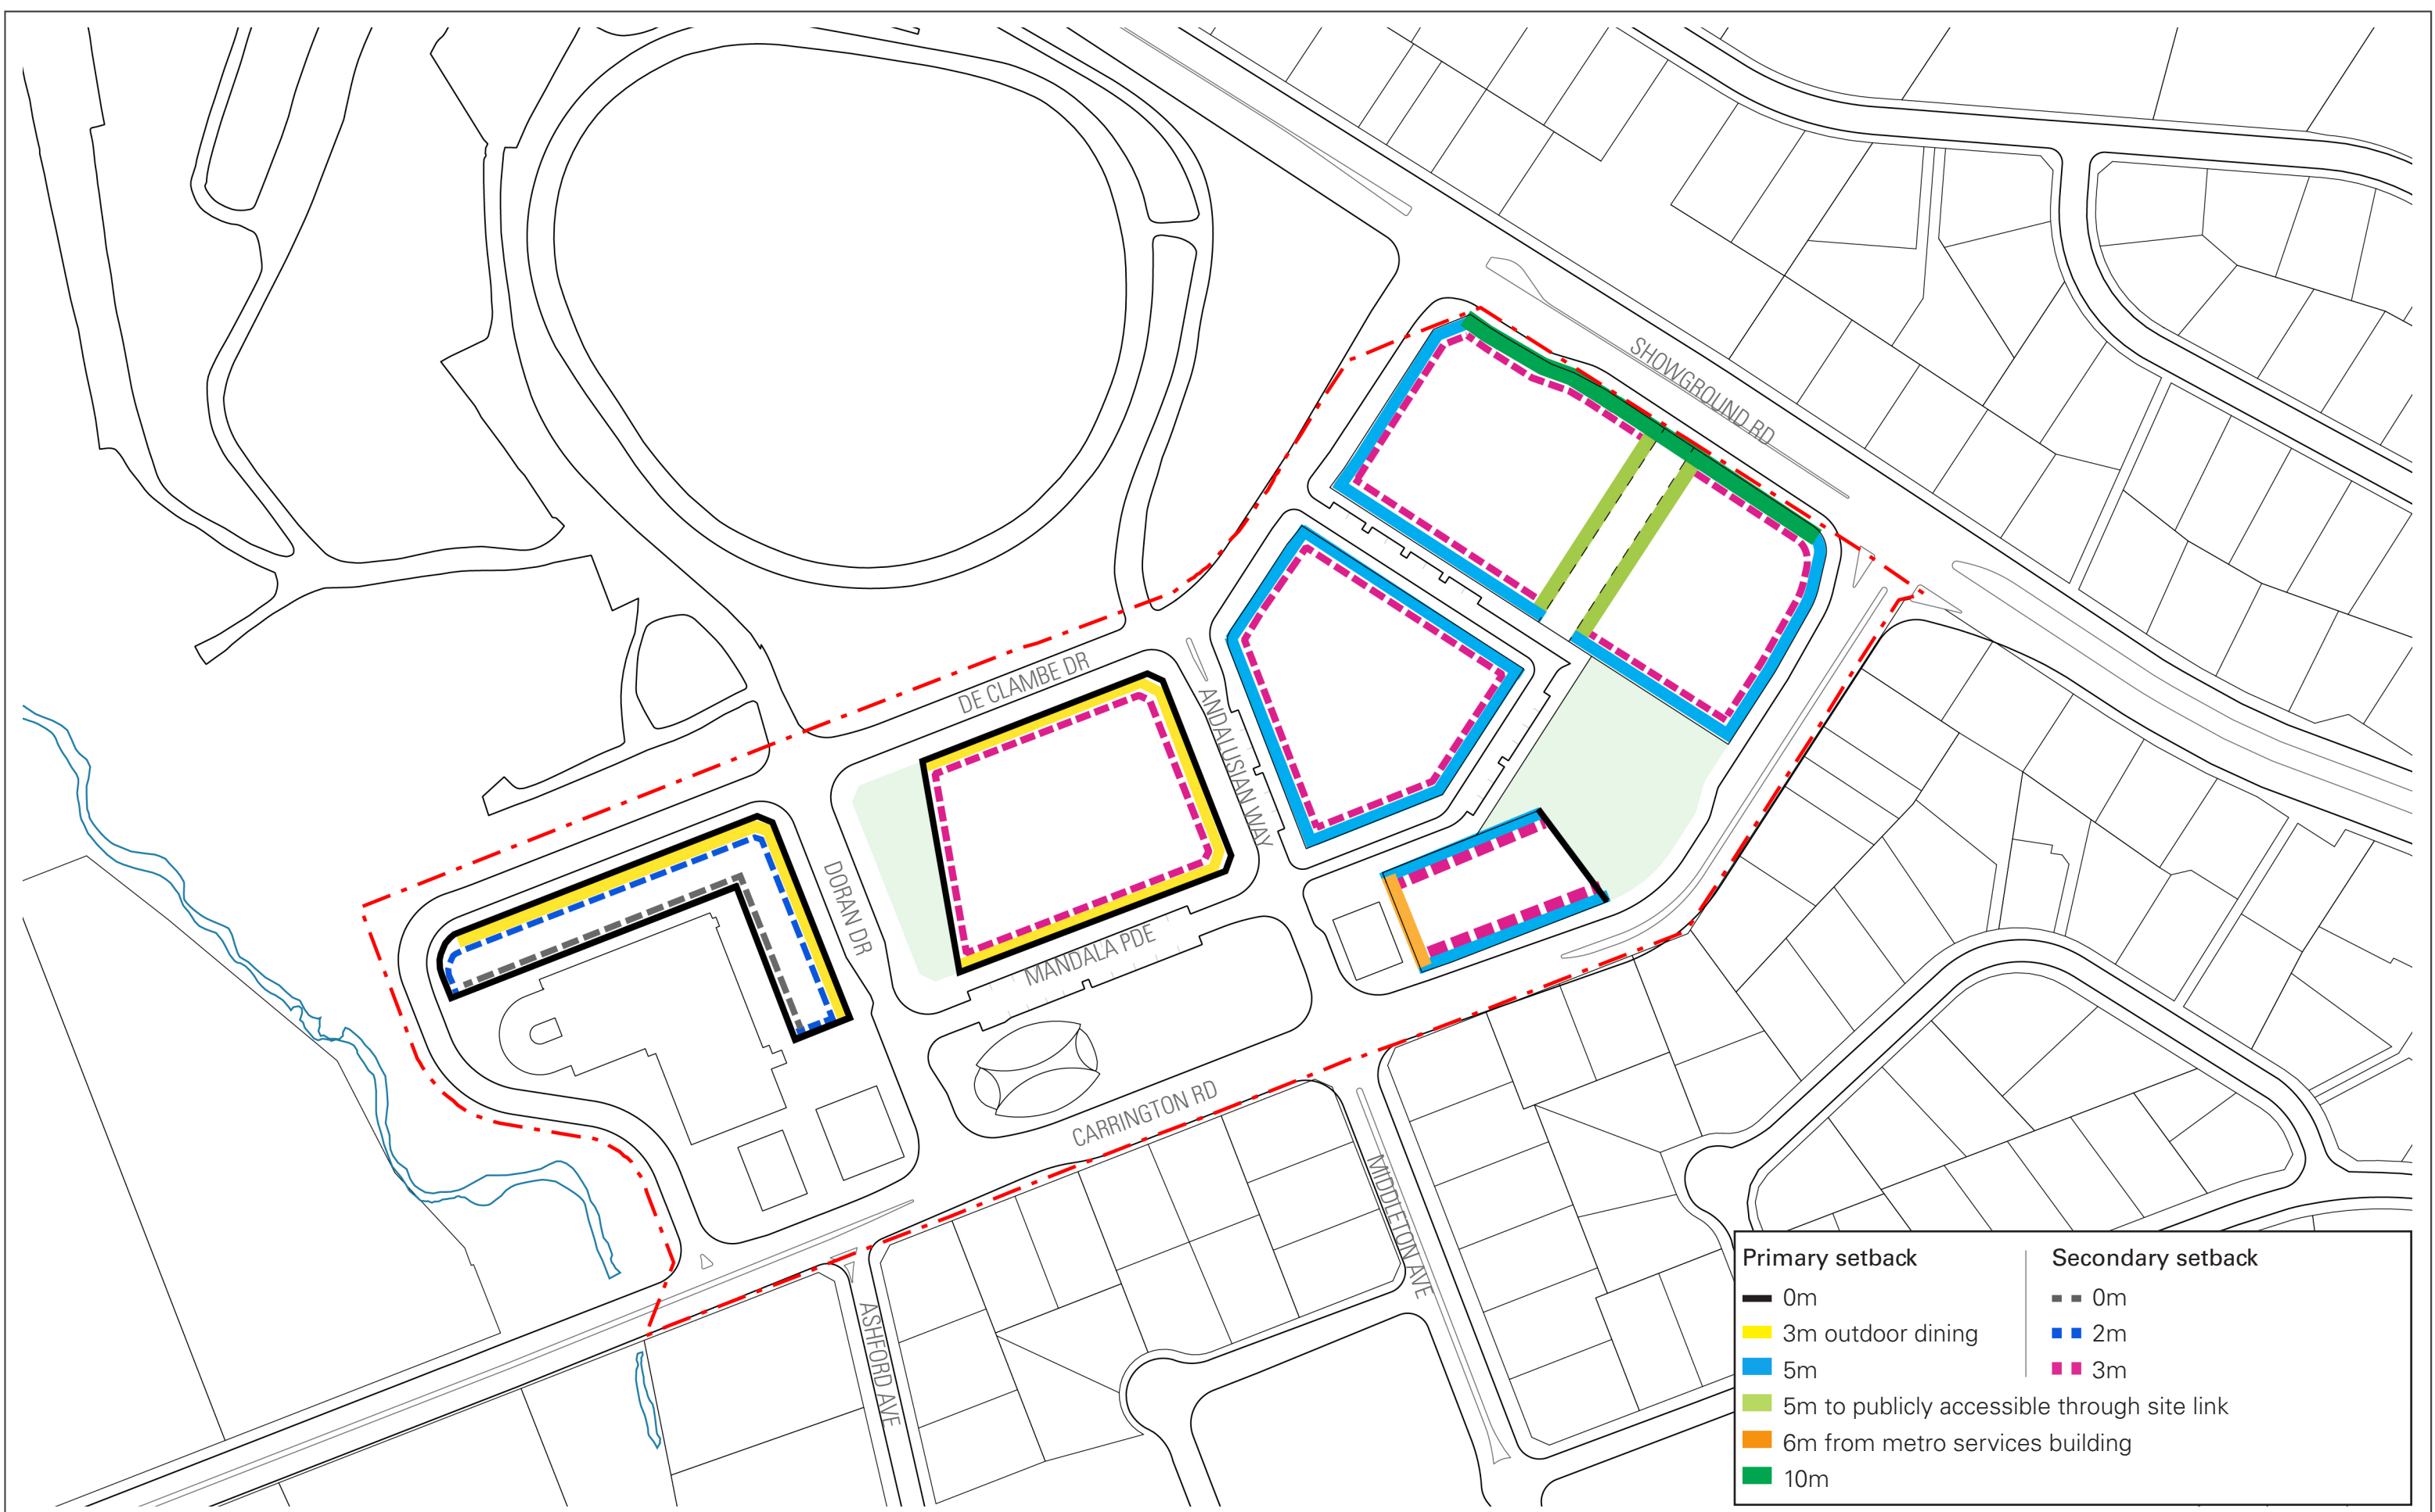 SHOWGROUND RD
DE CLAMBE DR
ANDALUSIAN WAY
DORAN DR
MANDALA PDE
CARRINGTON RD
MIDDLETON AVE
ASHFORD AVE
Primary setback
0m
3m outdoor dining
5m
5m to publicly accessible through site link
6m from metro services building
10m
Secondary setback
0m
2m
3m